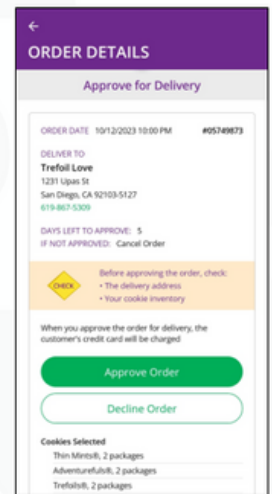 ←
ORDER DETAILS
Approve for Delivery
ORDER DATE 10/12/2023 10:00 PM #05749873
DELIVER TO
Trefoil Love
1231 Upas St
San Diego, CA 92103-5127
619-867-5309
DAYS LEFT TO APPROVE: 5
IF NOT APPROVED: Cancel Order
CHECK
Before approving the order, check:
• The delivery address
• Your cookie inventory
When you approve the order for delivery, the
customer's credit card will be charged
Approve Order
Decline Order
Cookies Selected
Thin Mints®, 2 packages
Adventurefuls®, 2 packages
Trefoils®, 2 packages